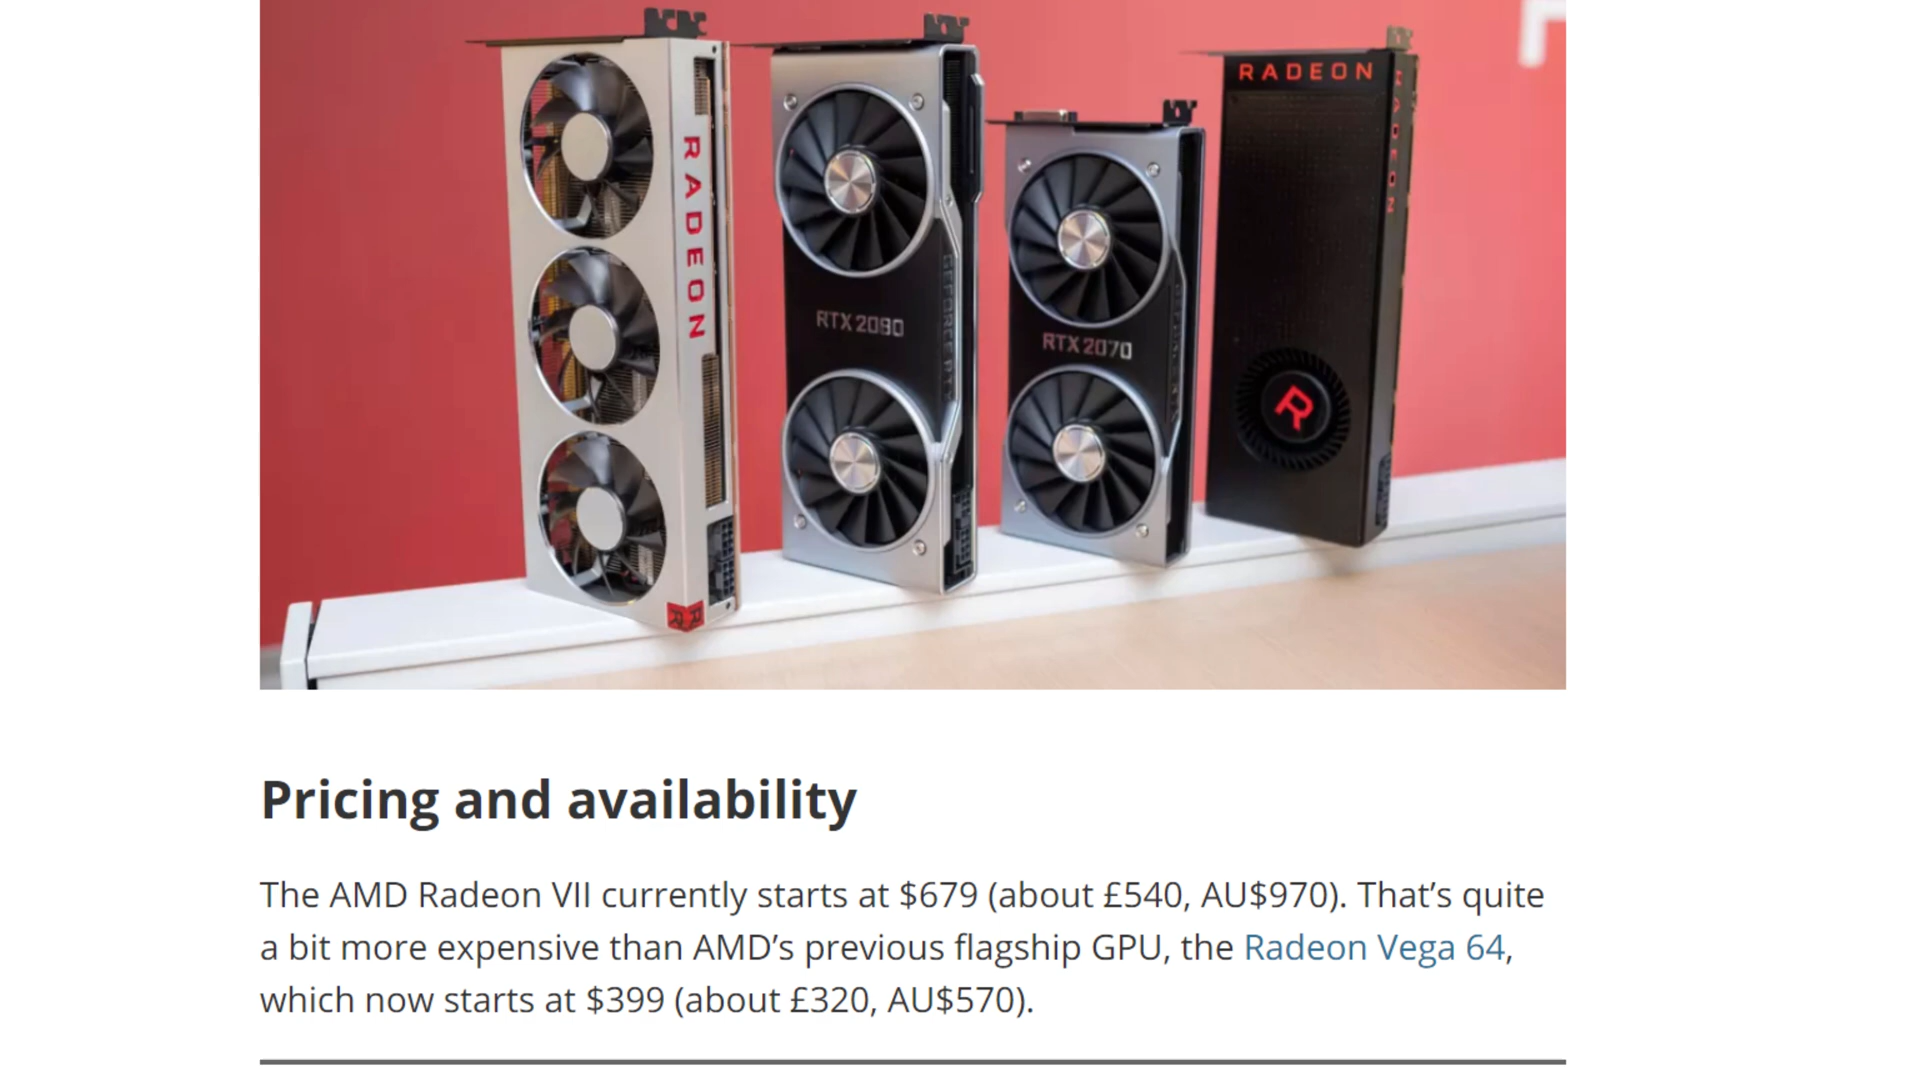 RADEON
RTX 2080
RTX 2070
RADEON
RADEON
R
Pricing and availability
The AMD Radeon VII currently starts at $679 (about £540, AU$970). That’s quite
a bit more expensive than AMD’s previous flagship GPU, the Radeon Vega 64,
which now starts at $399 (about £320, AU$570).